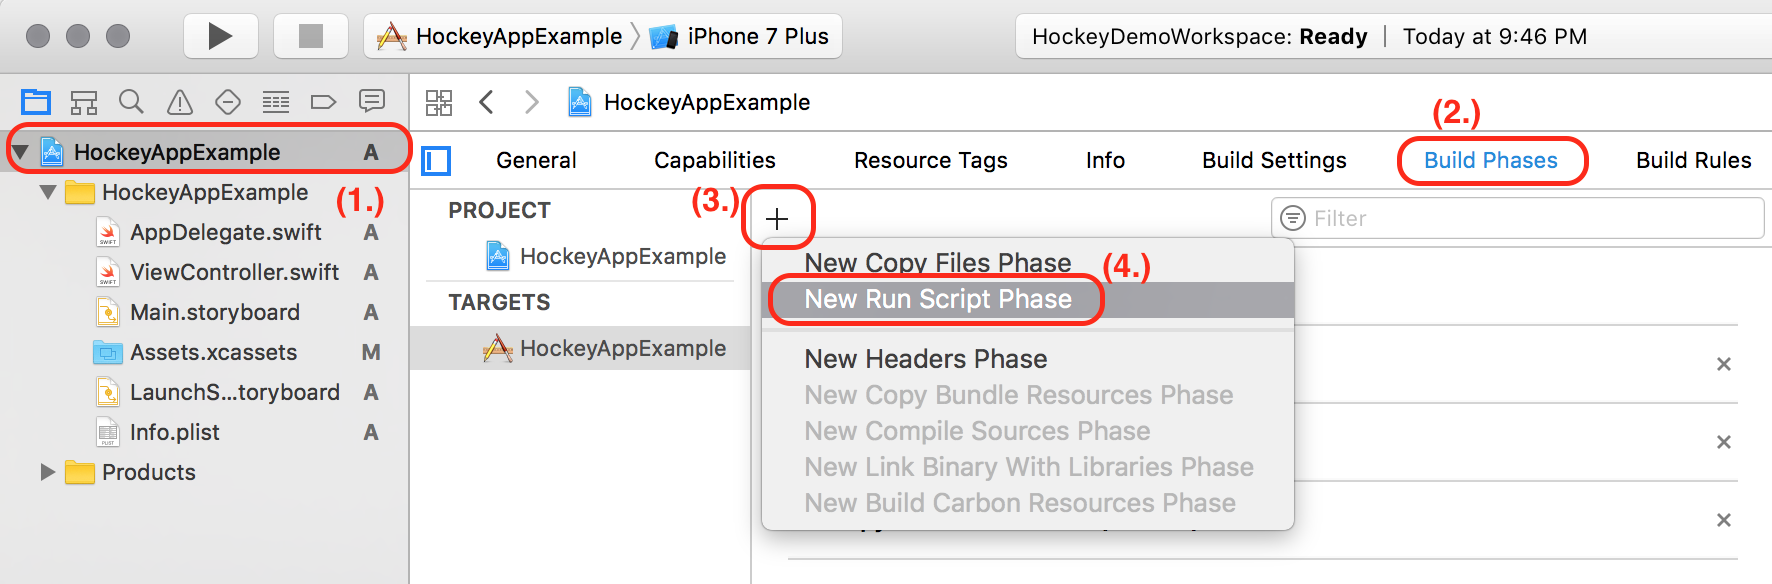 HockeyAppExample
iPhone 7 Plus
HockeyDemoWorkspace: Ready | Today at 9:46 PM
HockeyAppExample
(2.)
HockeyAppExample A
General
Capabilities
Resource Tags
Info
Build Settings
Build Phases
Build Rules
HockeyAppExample
(1.)
AppDelegate.swift A
ViewController.swift A
Main.storyboard A
Assets.xcassets M
LaunchS...toryboard A
Info.plist A
Products
PROJECT
HockeyAppExample
TARGETS
HockeyAppExample
(3.)
+
Filter
New Copy Files Phase
(4.)
New Run Script Phase
New Headers Phase
New Copy Bundle Resources Phase
New Compile Sources Phase
New Link Binary With Libraries Phase
New Build Carbon Resources Phase